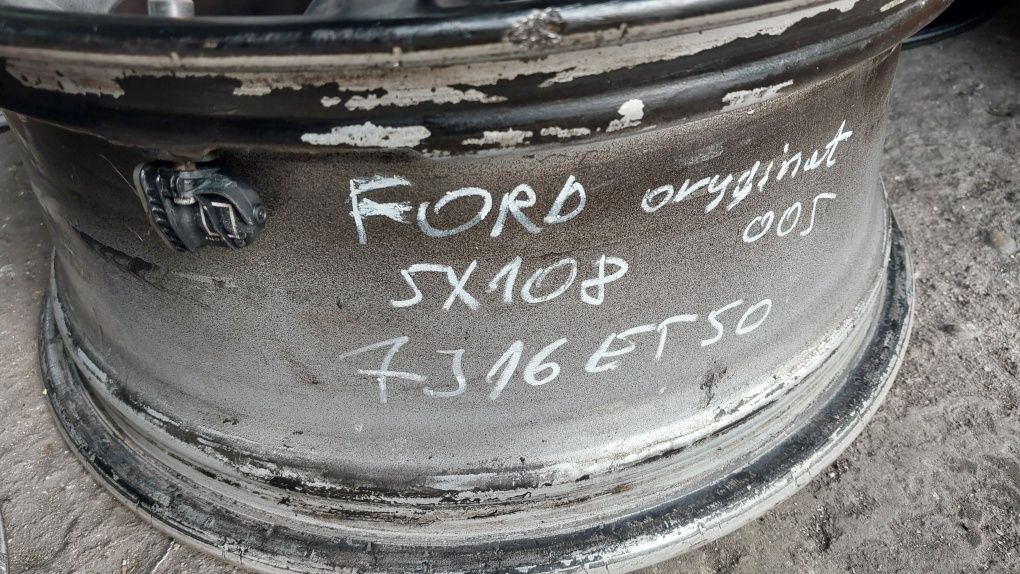 FORD oryginał
005
5X108
7J16 ET50